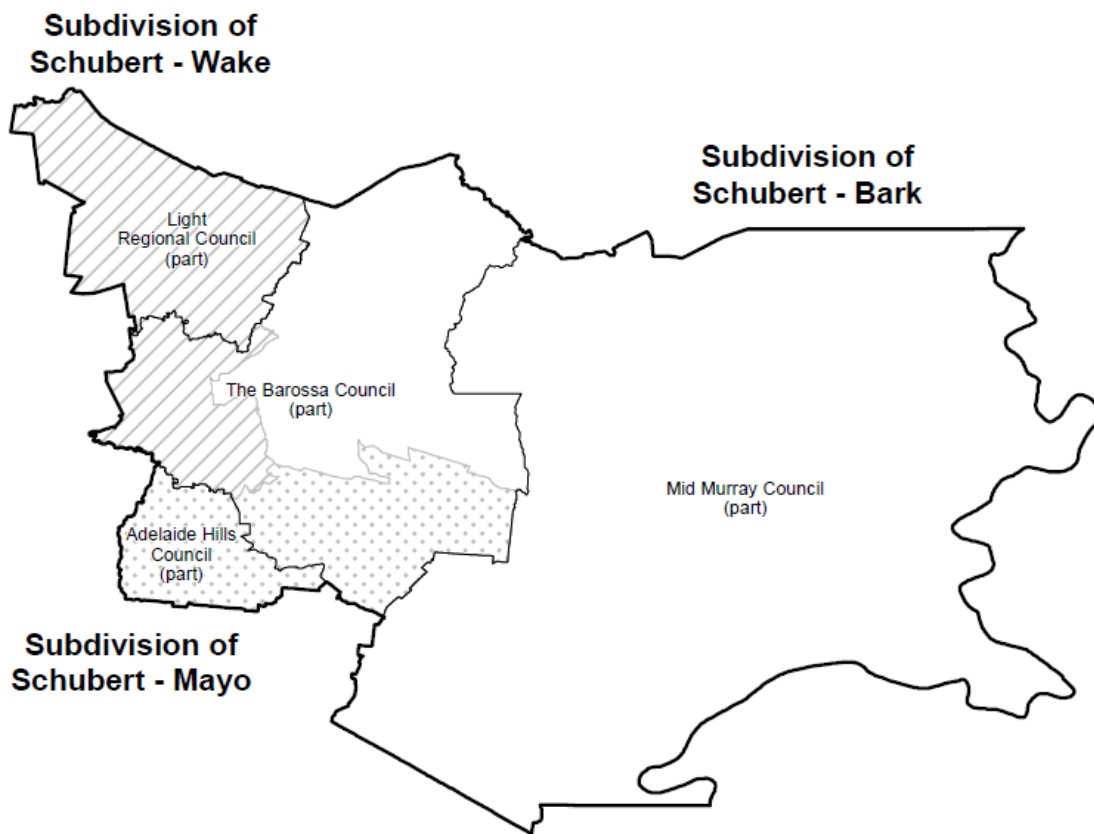 Subdivision of
Schubert - Wake
Subdivision of
Schubert - Bark
Light
Regional Council
(part)
The Barossa Council
(part)
Mid Murray Council
(part)
Adelaide Hills
Council
(part)
Subdivision of
Schubert - Mayo